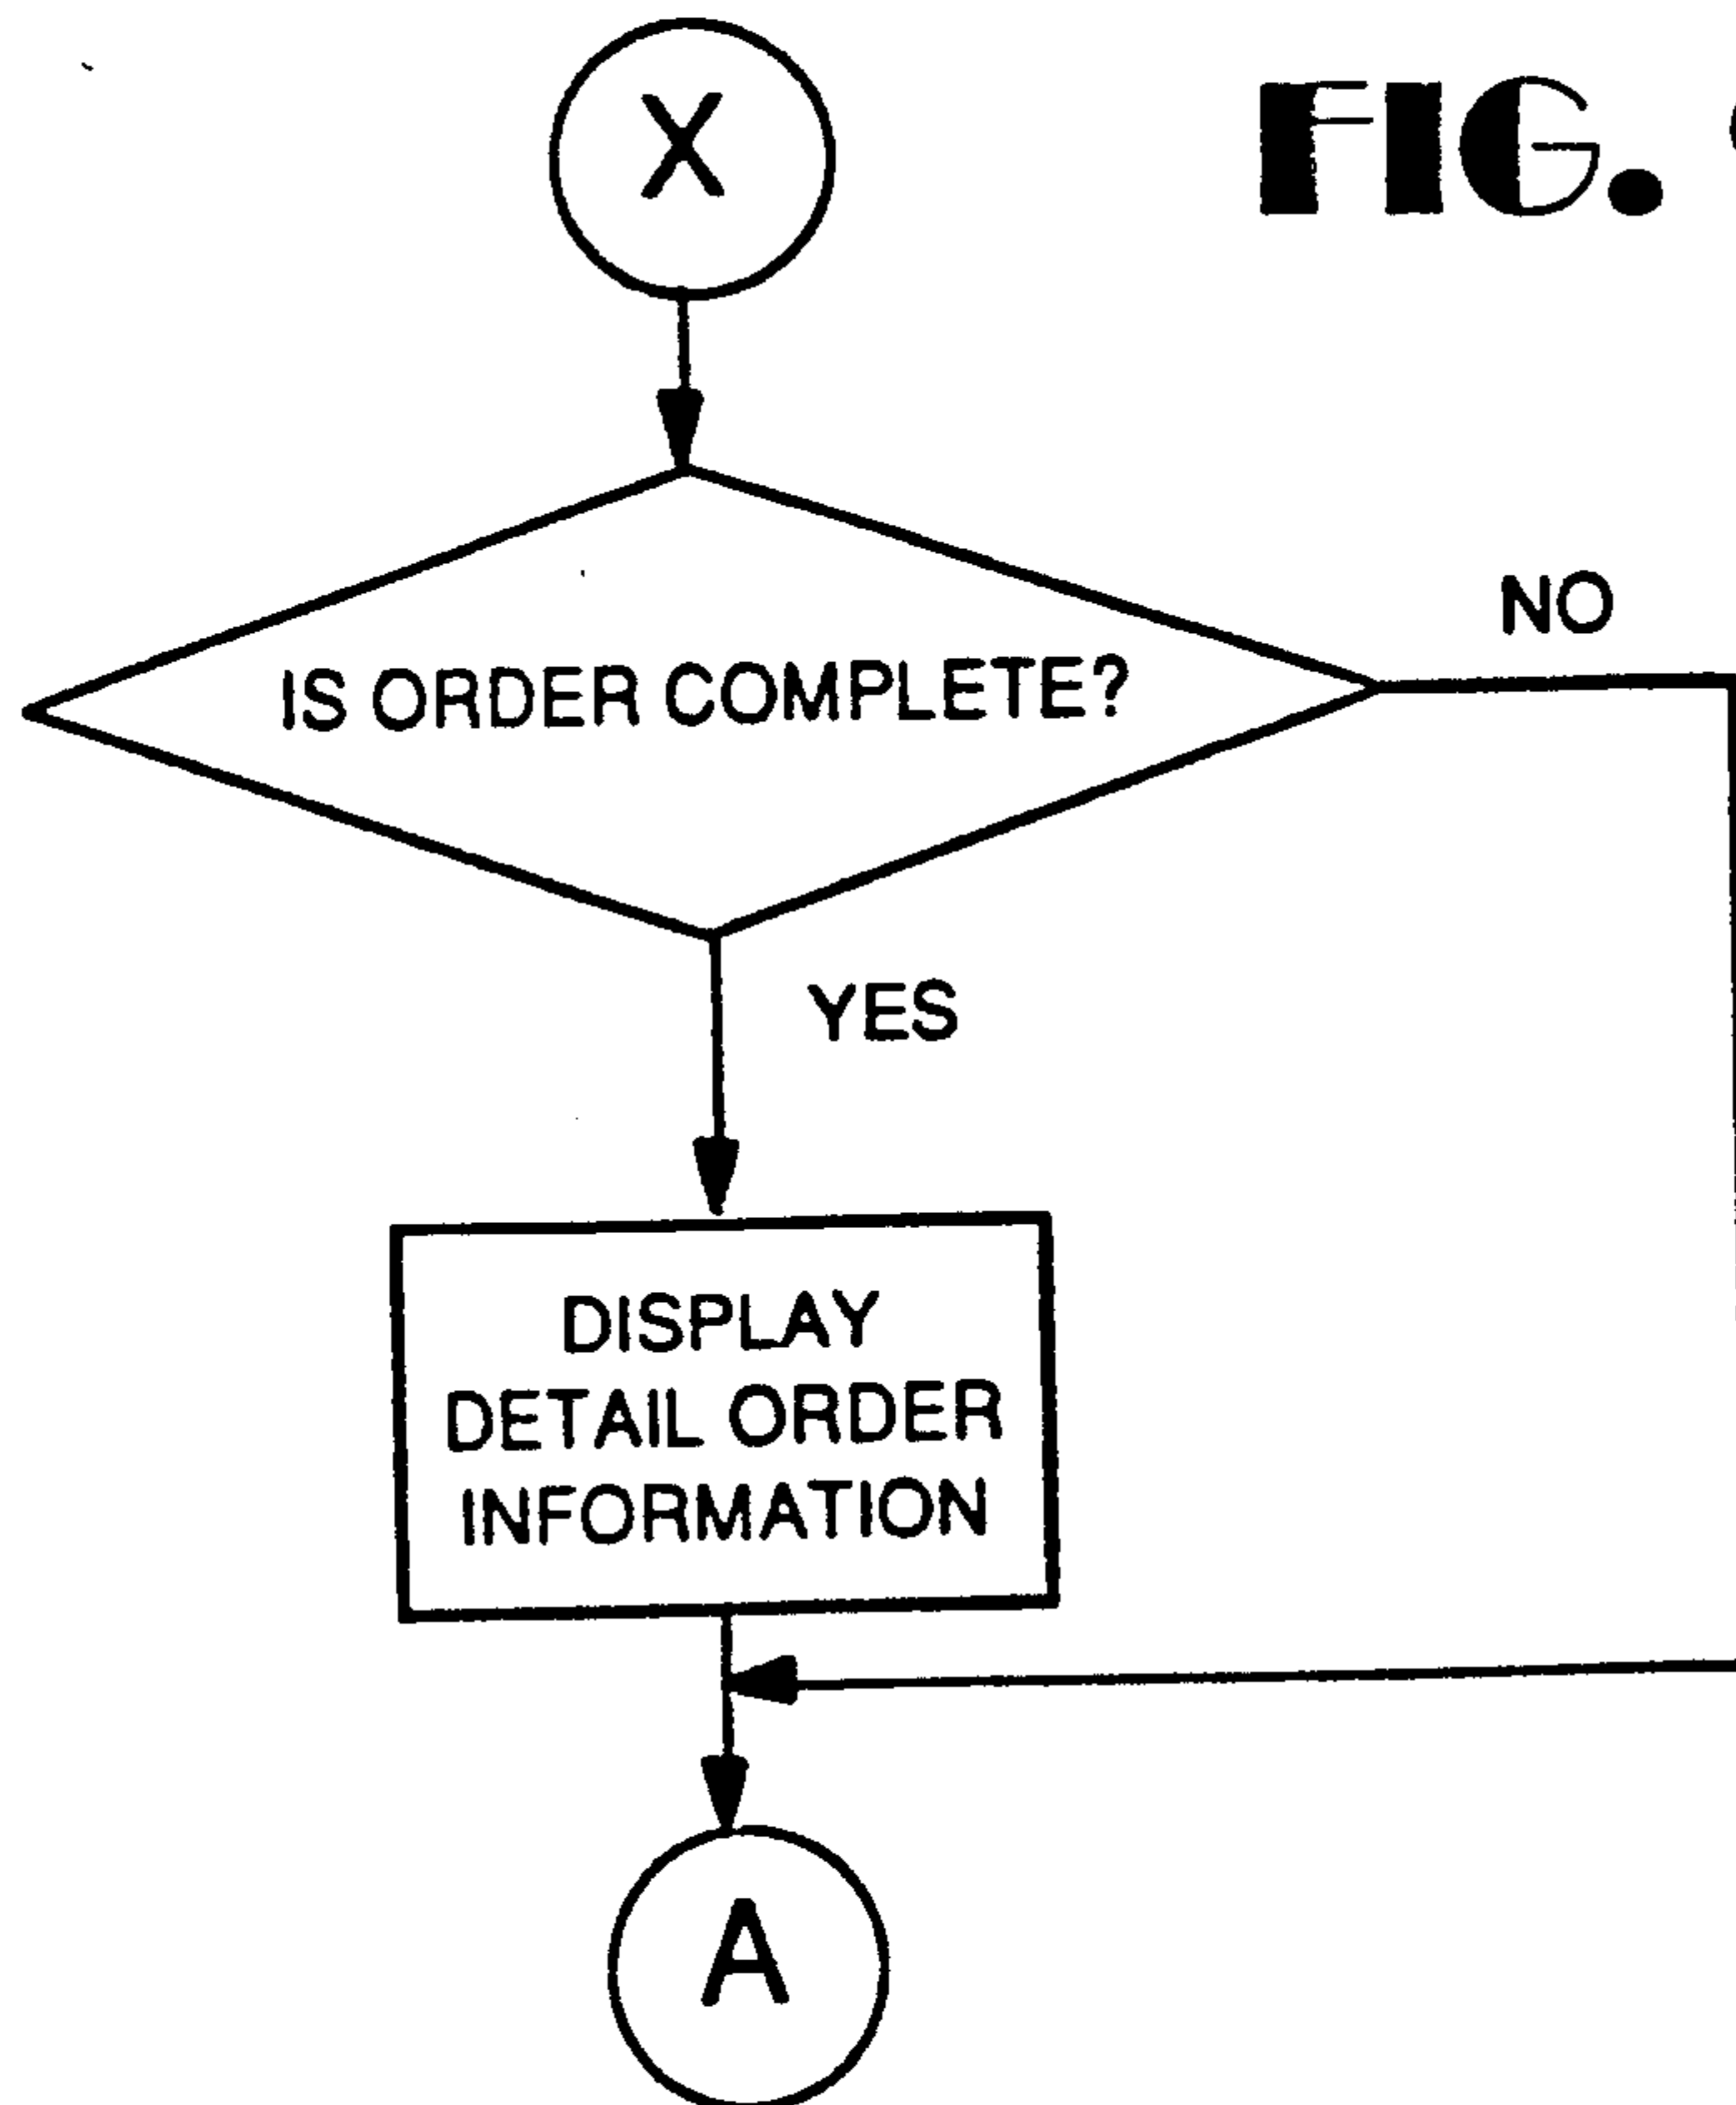 X
FIG.
IS ORDER COMPLETE?
NO
YES
DISPLAY
DETAIL ORDER
INFORMATION
A